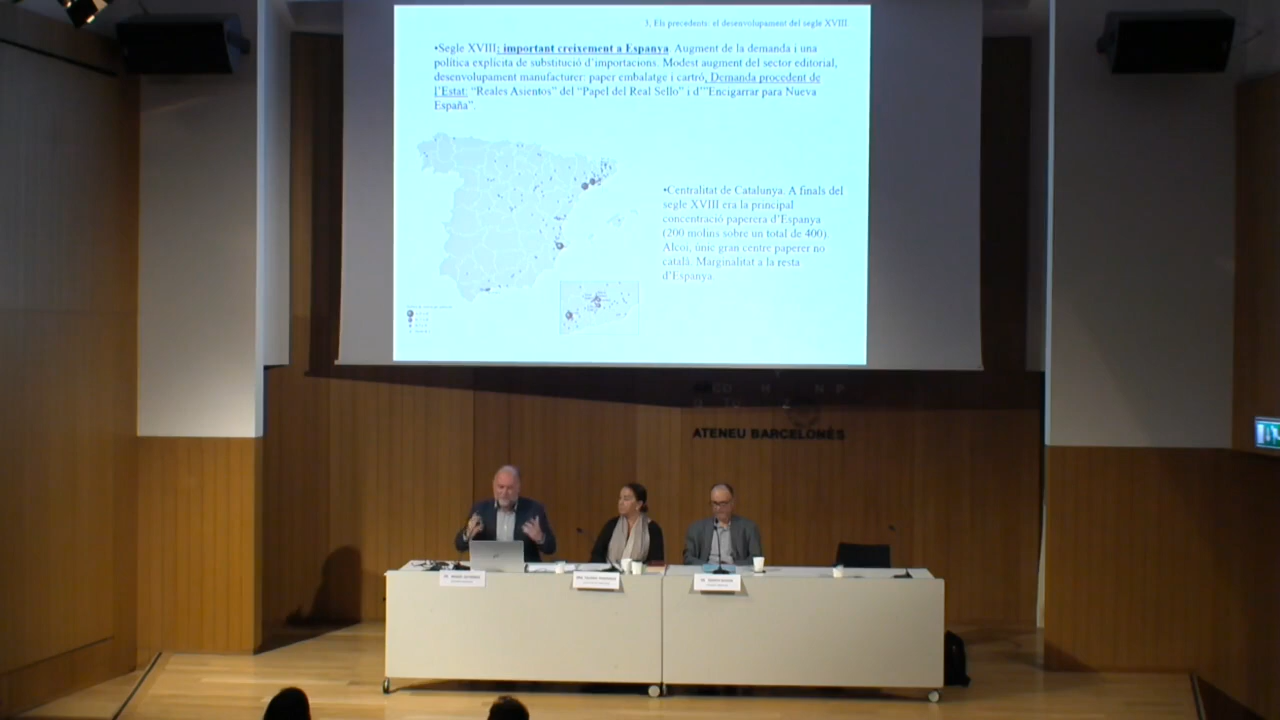 3. Els precedents: el desenvolupament del segle XVIII
•Segle XVIII: important creixement a Espanya Augment de la demanda i una
política explícita de substitució d'importacions. Modest augment del sector editorial,
desenvolupament manufacturer: paper embalatge i cartró. Demanda procedent de
l'Estat: "Reales Asientos" del "Papel del Real Sello" i d'"Encigarrar para Nueva
España".
•Centralitat de Catalunya. A finals del
segle XVIII era la principal
concentració paperera d'Espanya
(200 molins sobre un total de 400).
Alcoi, únic gran centre paperer no
català. Marginalitat a la resta
d'Espanya
ATENEU BARCELONÈS